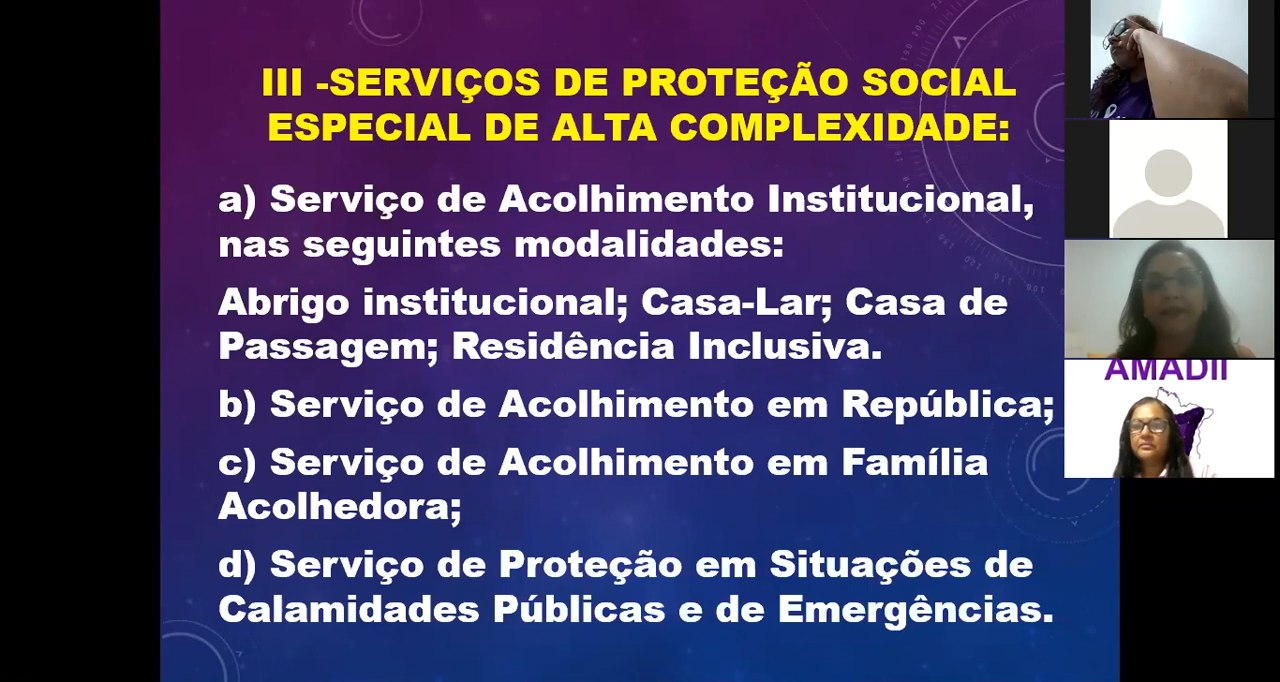 III -SERVIÇOS DE PROTEÇÃO SOCIAL
ESPECIAL DE ALTA COMPLEXIDADE:
a) Serviço de Acolhimento Institucional,
nas seguintes modalidades:
Abrigo institucional; Casa-Lar; Casa de
Passagem; Residência Inclusiva.
b) Serviço de Acolhimento em República;
c) Serviço de Acolhimento em Família
Acolhedora;
d) Serviço de Proteção em Situações de
Calamidades Públicas e de Emergências.
AMADII